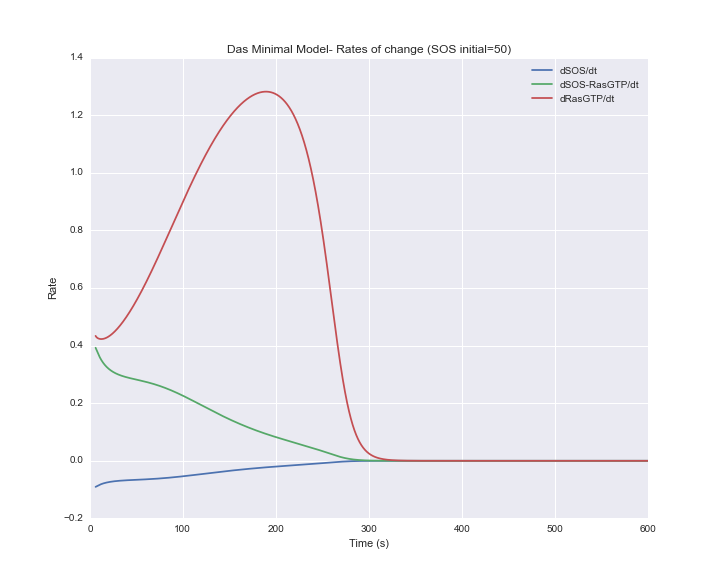 Das Minimal Model- Rates of change (SOS initial=50)
dSOS/dt
dSOS-RasGTP/dt
dRasGTP/dt
1.4
1.2
1.0
0.8
0.6
0.4
0.2
0.0
−0.2
Rate
0 100 200 300 400 500 600
Time (s)